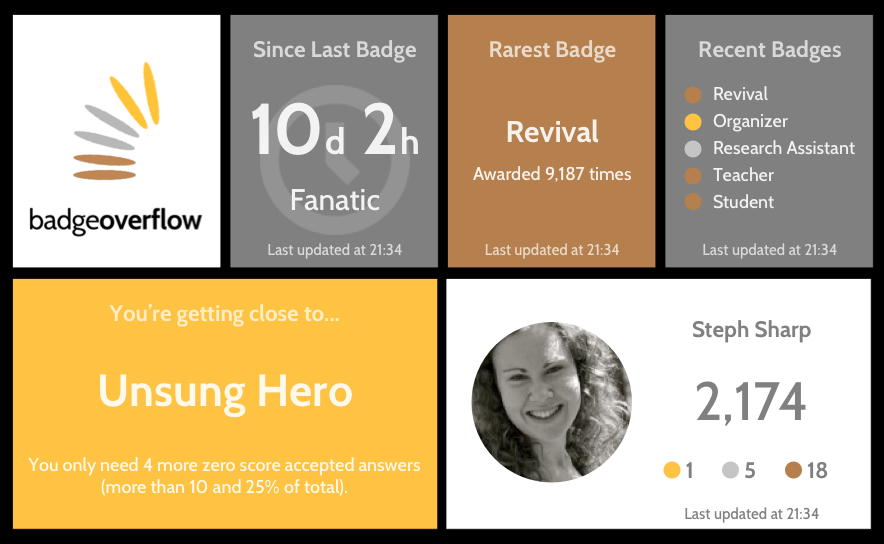 badgeoverflow
Since Last Badge
10d 2h
Fanatic
Last updated at 21:34
Rarest Badge
Revival
Awarded 9,187 times
Last updated at 21:34
Recent Badges
Revival
Organizer
Research Assistant
Teacher
Student
Last updated at 21:34
You're getting close to...
Unsung Hero
You only need 4 more zero score accepted answers
(more than 10 and 25% of total).
Steph Sharp
2,174
1 5 18
Last updated at 21:34